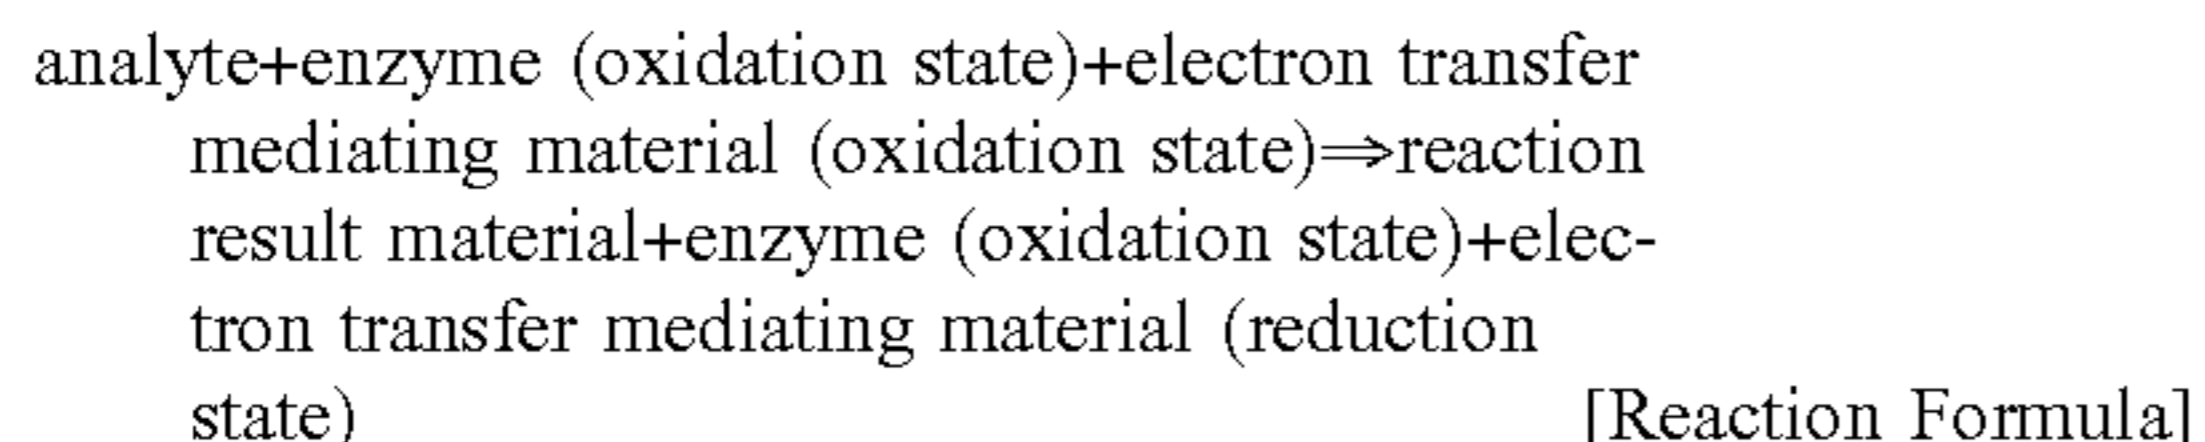 analyte+enzyme (oxidation state)+electron transfer
mediating material (oxidation state)⇒reaction
result material+enzyme (oxidation state)+elec-
tron transfer mediating material (reduction
state) [Reaction Formula]